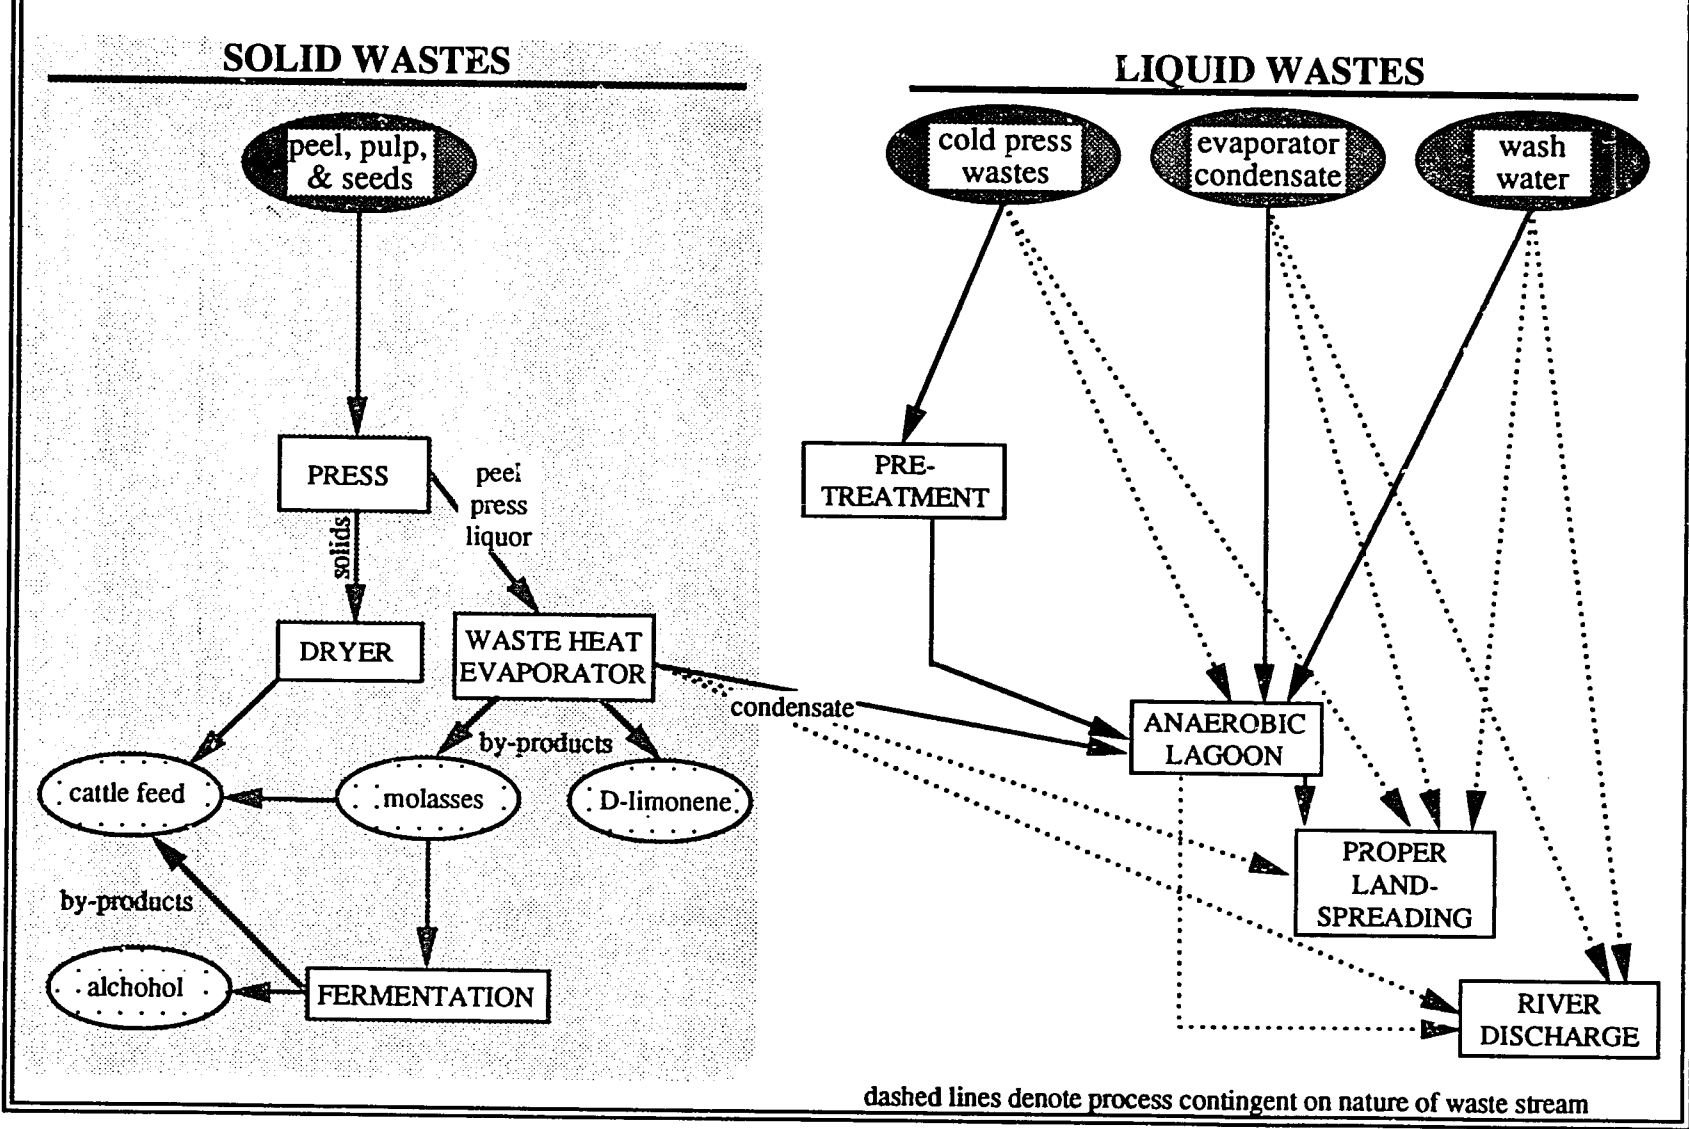 SOLID WASTES
peel, pulp,
& seeds
PRESS
peel
press
liquor
solids
DRYER
WASTE HEAT
EVAPORATOR
condensate
by-products
cattle feed
molasses
D-limonene
by-products
alchohol
FERMENTATION
LIQUID WASTES
cold press
wastes
evaporator
condensate
wash
water
PRE-
TREATMENT
ANAEROBIC
LAGOON
PROPER
LAND-
SPREADING
RIVER
DISCHARGE
dashed lines denote process contingent on nature of waste stream